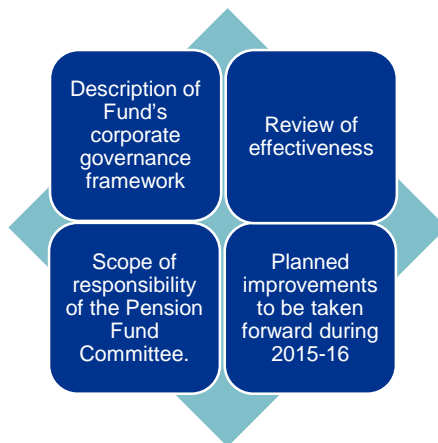 Description of
Fund's
corporate
governance
framework
Review of
effectiveness
Scope of
responsibility
of the Pension
Fund
Committee.
Planned
improvements
to be taken
forward during
2015-16